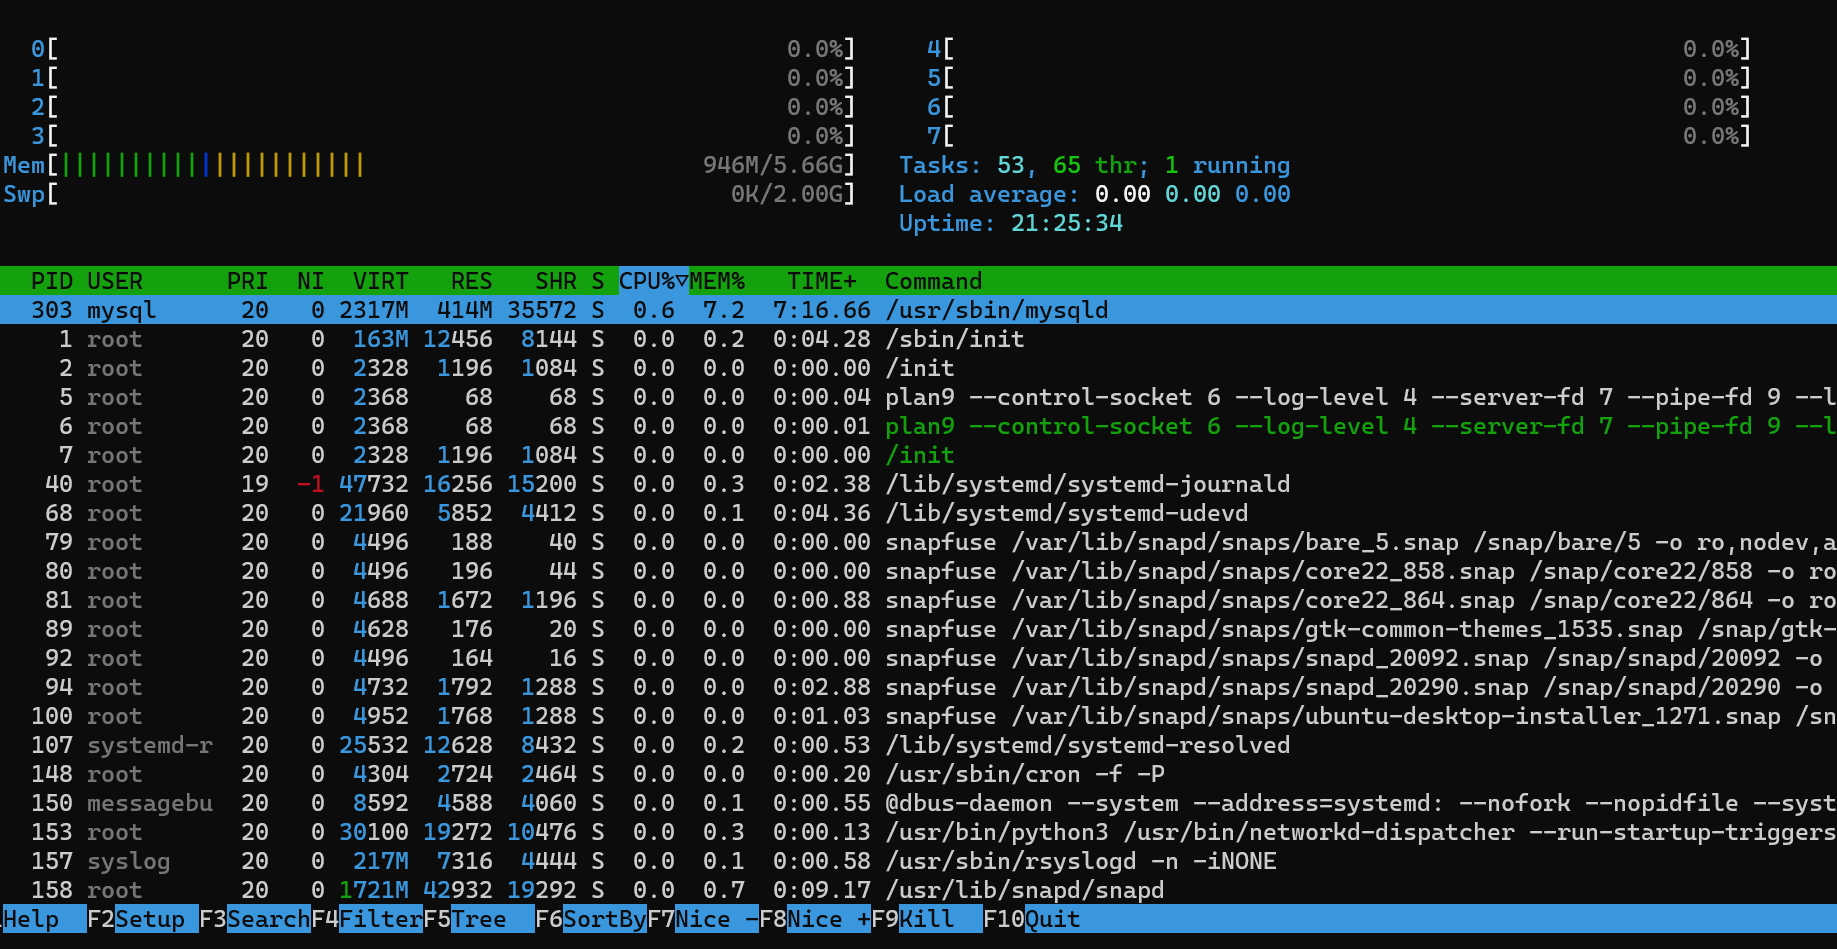 0[ 0.0%] 4[ 0.0%]
1[ 0.0%] 5[ 0.0%]
2[ 0.0%] 6[ 0.0%]
3[ 0.0%] 7[ 0.0%]
Mem[||||||||||||||||||||||   946M/5.66G] Tasks: 53, 65 thr; 1 running
Swp[ 0K/2.00G] Load average: 0.00 0.00 0.00
Uptime: 21:25:34
PID USER PRI NI VIRT RES SHR S CPU%▽MEM% TIME+ Command
303 mysql 20 0 2317M 414M 35572 S 0.6 7.2 7:16.66 /usr/sbin/mysqld
1 root 20 0 163M 12456 8144 S 0.0 0.2 0:04.28 /sbin/init
2 root 20 0 2328 1196 1084 S 0.0 0.0 0:00.00 /init
5 root 20 0 2368 68 68 S 0.0 0.0 0:00.04 plan9 --control-socket 6 --log-level 4 --server-fd 7 --pipe-fd 9 --l
6 root 20 0 2368 68 68 S 0.0 0.0 0:00.01 plan9 --control-socket 6 --log-level 4 --server-fd 7 --pipe-fd 9 --l
7 root 20 0 2328 1196 1084 S 0.0 0.0 0:00.00 /init
40 root 19 -1 47732 16256 15200 S 0.0 0.3 0:02.38 /lib/systemd/systemd-journald
68 root 20 0 21960 5852 4412 S 0.0 0.1 0:04.36 /lib/systemd/systemd-udevd
79 root 20 0 4496 188 40 S 0.0 0.0 0:00.00 snapfuse /var/lib/snapd/snaps/bare_5.snap /snap/bare/5 -o ro,nodev,a
80 root 20 0 4496 196 44 S 0.0 0.0 0:00.00 snapfuse /var/lib/snapd/snaps/core22_858.snap /snap/core22/858 -o ro
81 root 20 0 4688 1672 1196 S 0.0 0.0 0:00.88 snapfuse /var/lib/snapd/snaps/core22_864.snap /snap/core22/864 -o ro
89 root 20 0 4628 176 20 S 0.0 0.0 0:00.00 snapfuse /var/lib/snapd/snaps/gtk-common-themes_1535.snap /snap/gtk-
92 root 20 0 4496 164 16 S 0.0 0.0 0:00.00 snapfuse /var/lib/snapd/snaps/snapd_20092.snap /snap/snapd/20092 -o
94 root 20 0 4732 1792 1288 S 0.0 0.0 0:02.88 snapfuse /var/lib/snapd/snaps/snapd_20290.snap /snap/snapd/20290 -o
100 root 20 0 4952 1768 1288 S 0.0 0.0 0:01.03 snapfuse /var/lib/snapd/snaps/ubuntu-desktop-installer_1271.snap /sn
107 systemd-r 20 0 25532 12628 8432 S 0.0 0.2 0:00.53 /lib/systemd/systemd-resolved
148 root 20 0 4304 2724 2464 S 0.0 0.0 0:00.20 /usr/sbin/cron -f -P
150 messagebu 20 0 8592 4588 4060 S 0.0 0.1 0:00.55 @dbus-daemon --system --address=systemd: --nofork --nopidfile --syst
153 root 20 0 30100 19272 10476 S 0.0 0.3 0:00.13 /usr/bin/python3 /usr/bin/networkd-dispatcher --run-startup-triggers
157 syslog 20 0 217M 7316 4444 S 0.0 0.1 0:00.58 /usr/sbin/rsyslogd -n -iNONE
158 root 20 0 1721M 42932 19292 S 0.0 0.7 0:09.17 /usr/lib/snapd/snapd
Help F2Setup F3SearchF4FilterF5Tree F6SortByF7Nice -F8Nice +F9Kill F10Quit